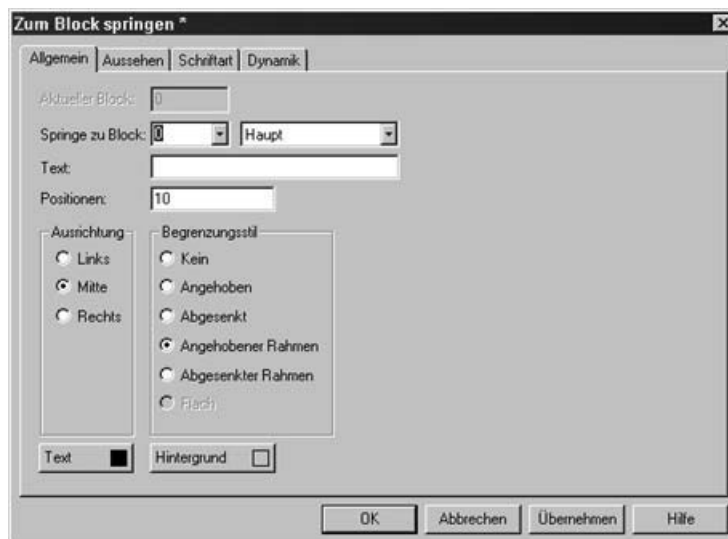 Zum Block springen *
Allgemein Aussehen Schriftart Dynamik
Aktueller Block: 0
Springe zu Block: 0 Haupt
Text:
Positionen: 10
Ausrichtung
Links
Mitte
Rechts
Begrenzungsstil
Kein
Angehoben
Abgesenkt
Angehobener Rahmen
Abgesenkter Rahmen
Flach
Text Hintergrund
OK Abbrechen Übernehmen Hilfe